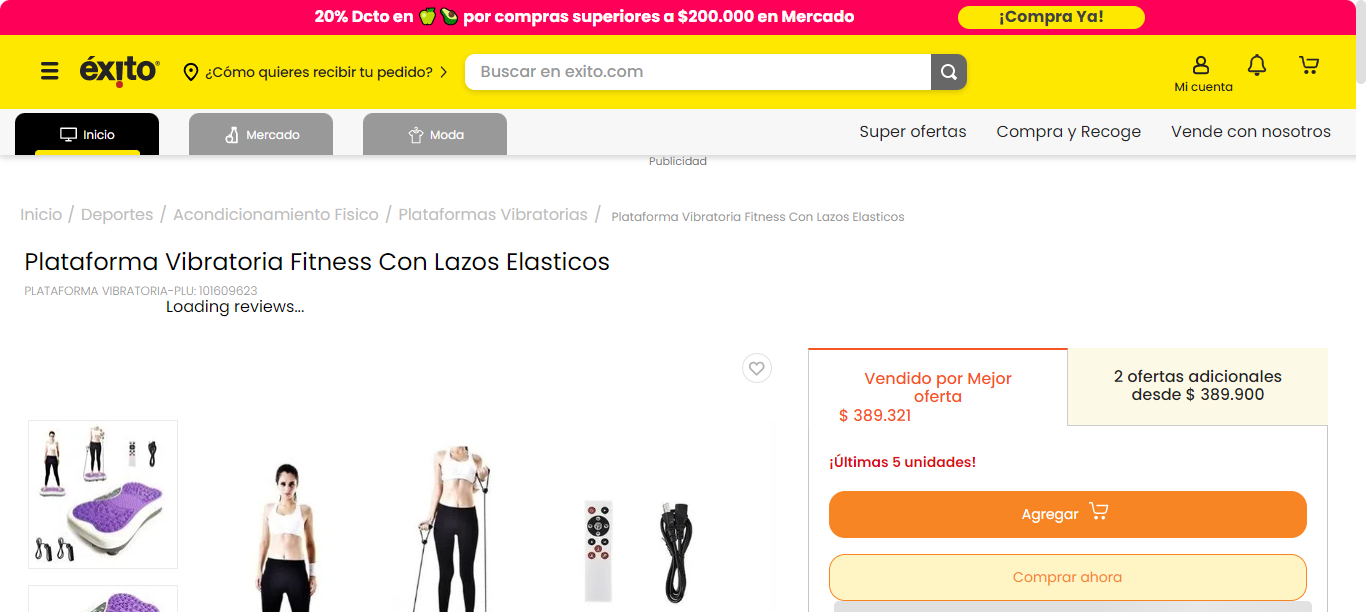 20% Dcto en 🍏🥑 por compras superiores a $200.000 en Mercado
¡Compra Ya!
éxito
¿Cómo quieres recibir tu pedido?
Buscar en exito.com
Mi cuenta
Inicio
Mercado
Moda
Super ofertas
Compra y Recoge
Vende con nosotros
Publicidad
Inicio / Deportes / Acondicionamiento Fisico / Plataformas Vibratorias / Plataforma Vibratoria Fitness Con Lazos Elasticos
Plataforma Vibratoria Fitness Con Lazos Elasticos
PLATAFORMA VIBRATORIA-PLU: 101609623
Loading reviews...
Vendido por Mejor
oferta
$ 389.321
2 ofertas adicionales
desde $ 389.900
¡Últimas 5 unidades!
Agregar
Comprar ahora